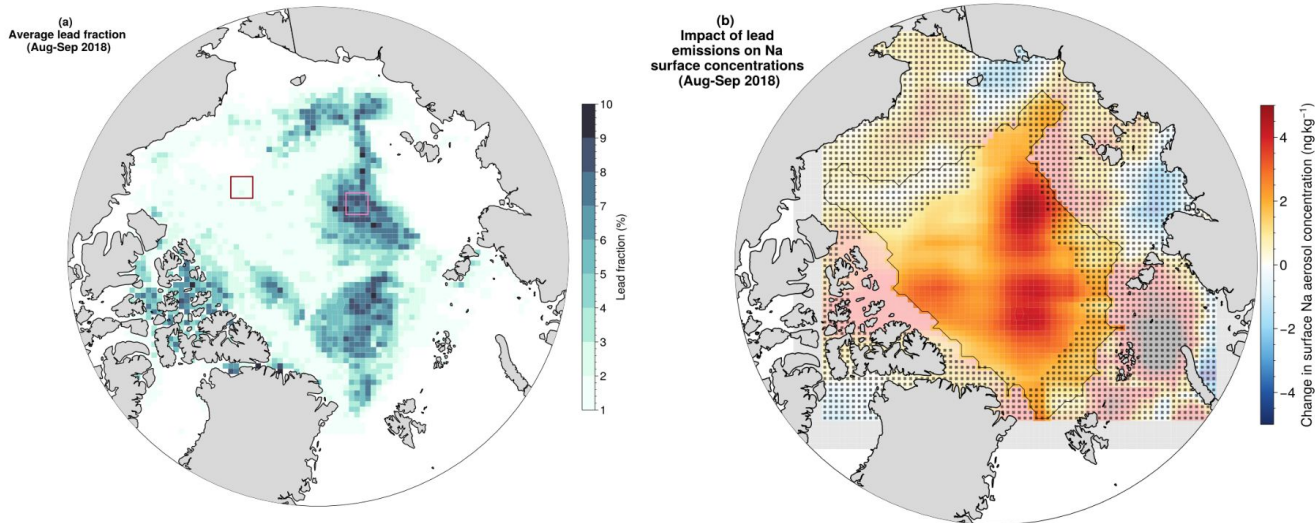 (a)
Average lead fraction
(Aug-Sep 2018)
10
9
8
7
6
5
4
3
2
1
Lead fraction (%)
(b)
Impact of lead
emissions on Na
surface concentrations
(Aug-Sep 2018)
4
2
0
−2
−4
Change in surface Na aerosol concentration (ng kg⁻¹)